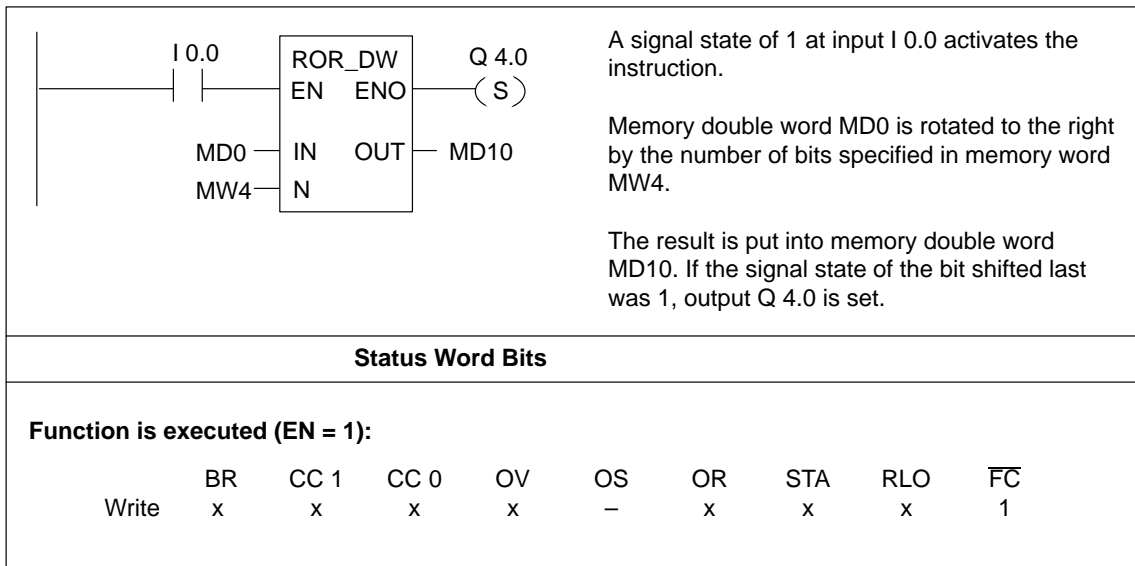 I 0.0
ROR_DW
Q 4.0
EN ENO
( S )
MD0 IN OUT MD10
MW4 N
A signal state of 1 at input I 0.0 activates the
instruction.
Memory double word MD0 is rotated to the right
by the number of bits specified in memory word
MW4.
The result is put into memory double word
MD10. If the signal state of the bit shifted last
was 1, output Q 4.0 is set.
Status Word Bits
Function is executed (EN = 1):
BR CC 1 CC 0 OV OS OR STA RLO F̅C̅
Write x x x x – x x x 1